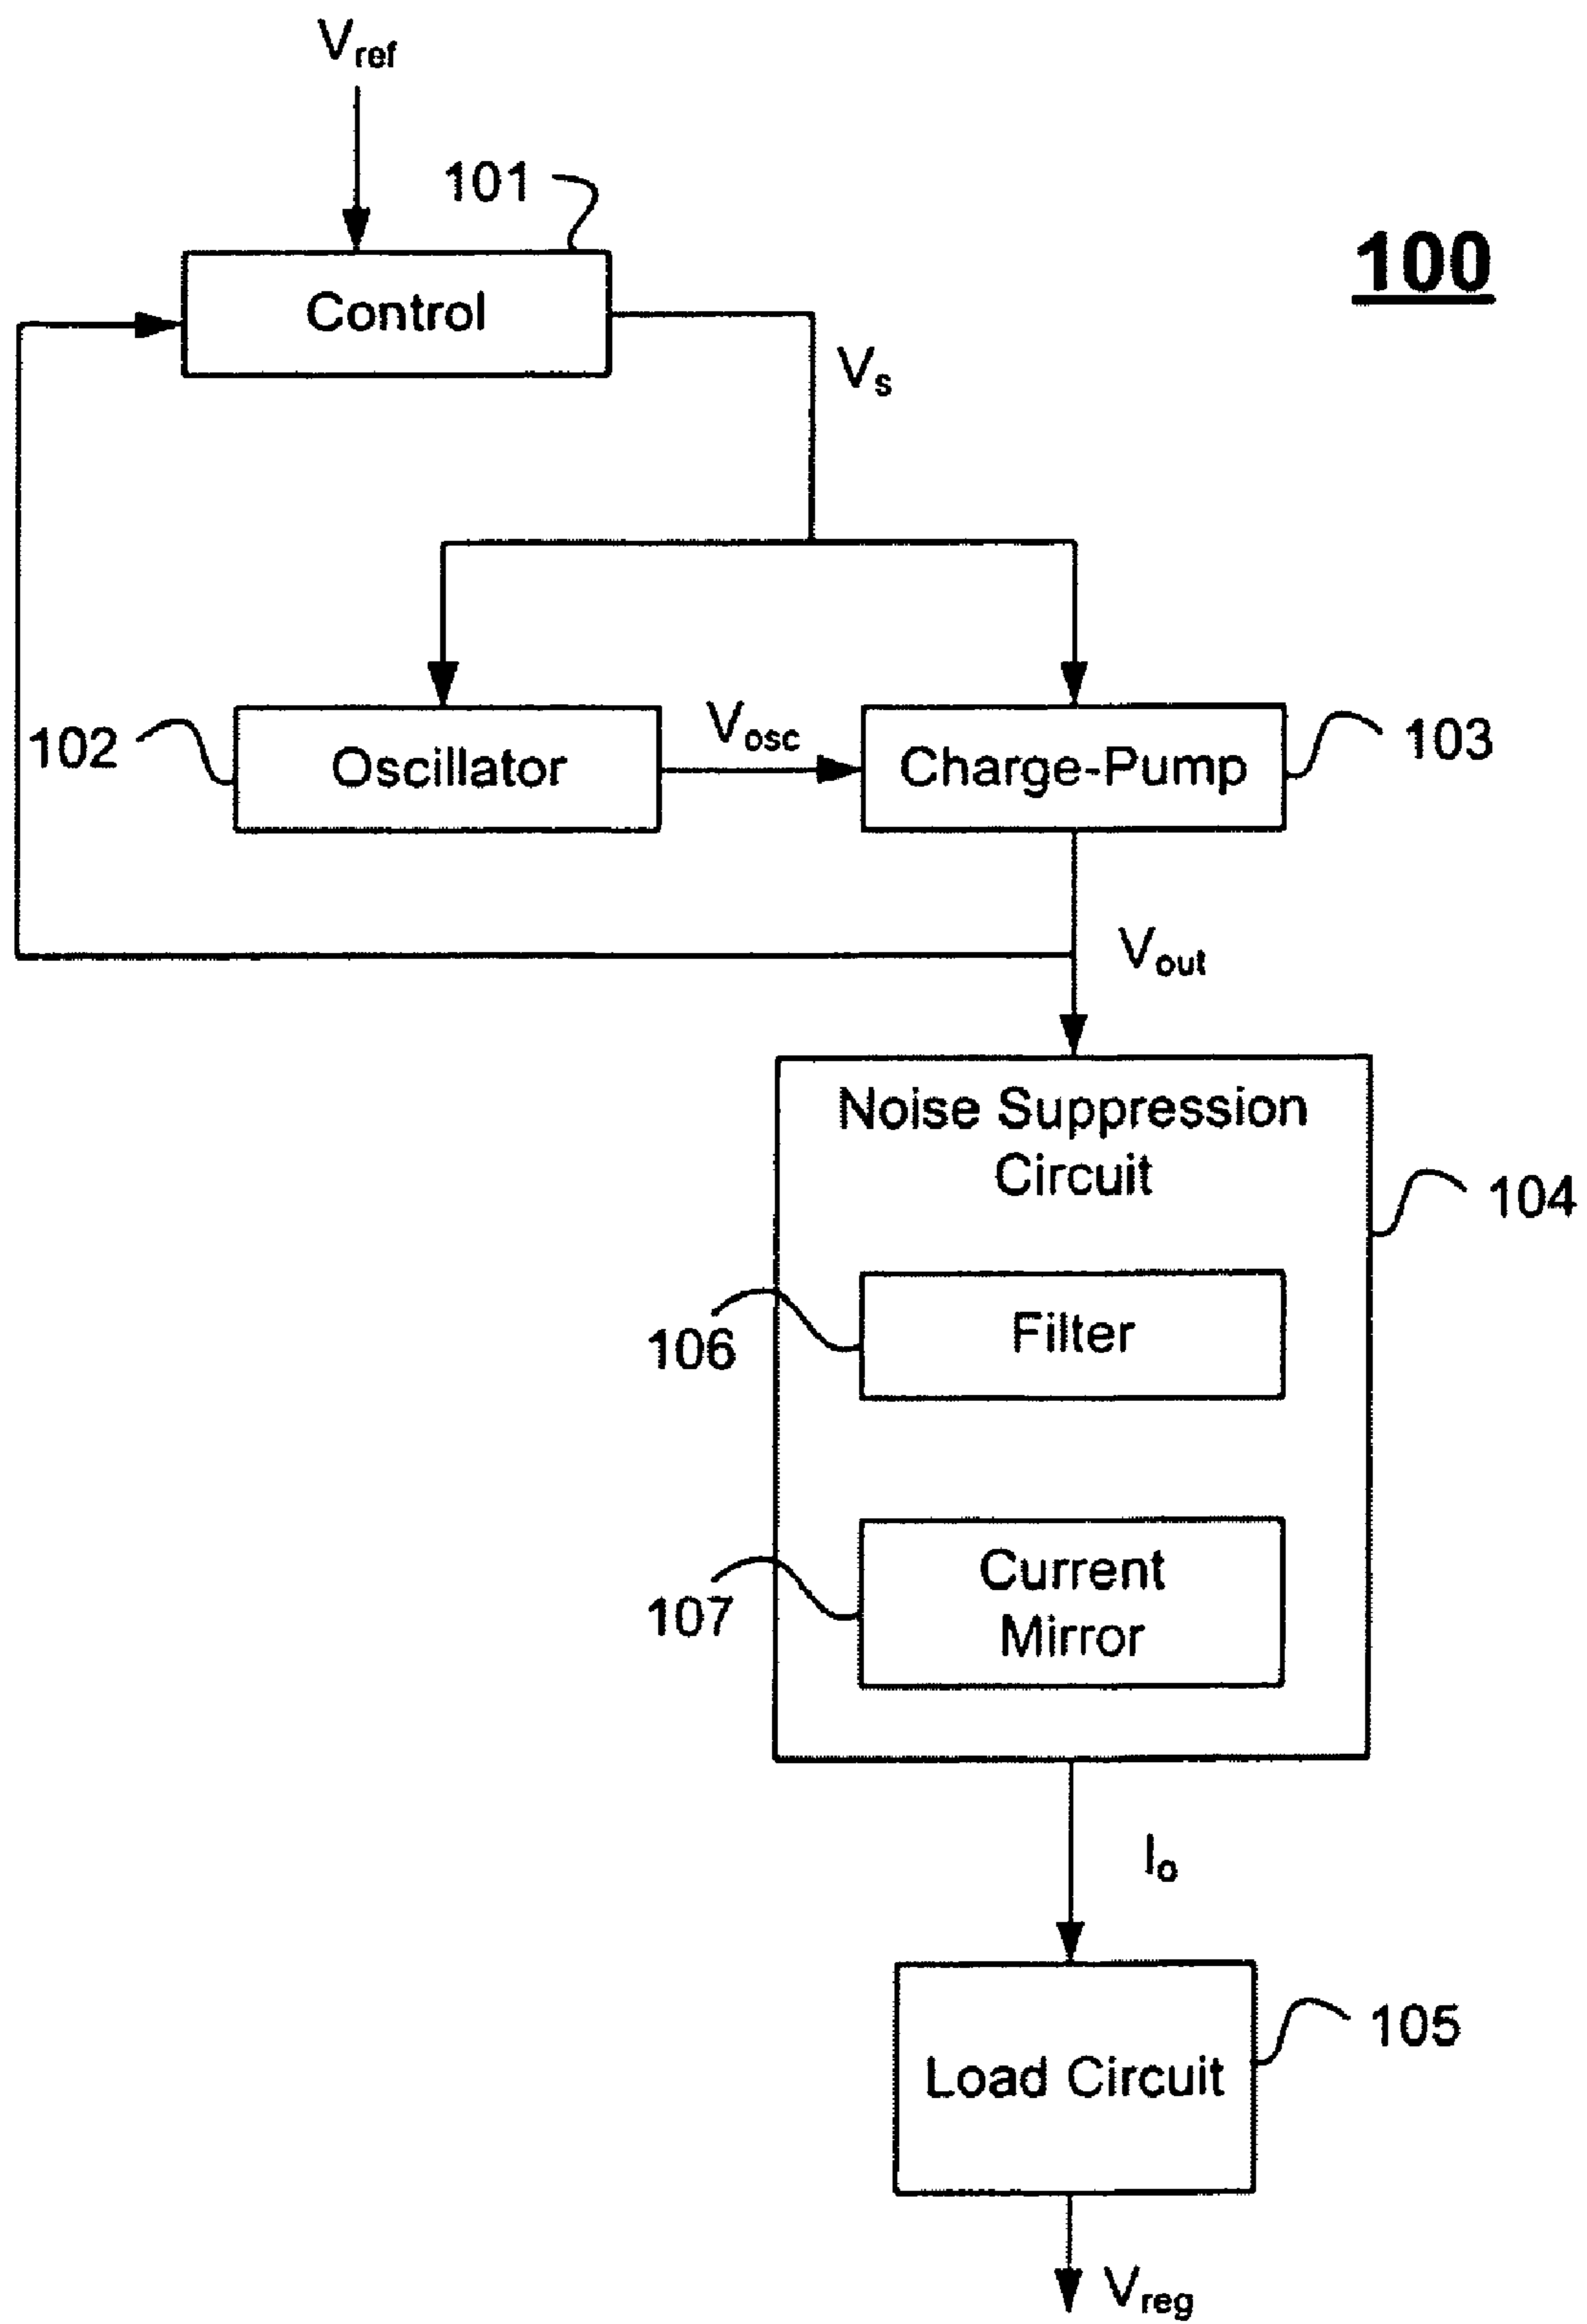 Vref
101
100
Control
Vs
102
Oscillator
Vosc
Charge-Pump
103
Vout
Noise Suppression
Circuit
104
Filter
106
Current
Mirror
107
Io
Load Circuit
105
Vreg